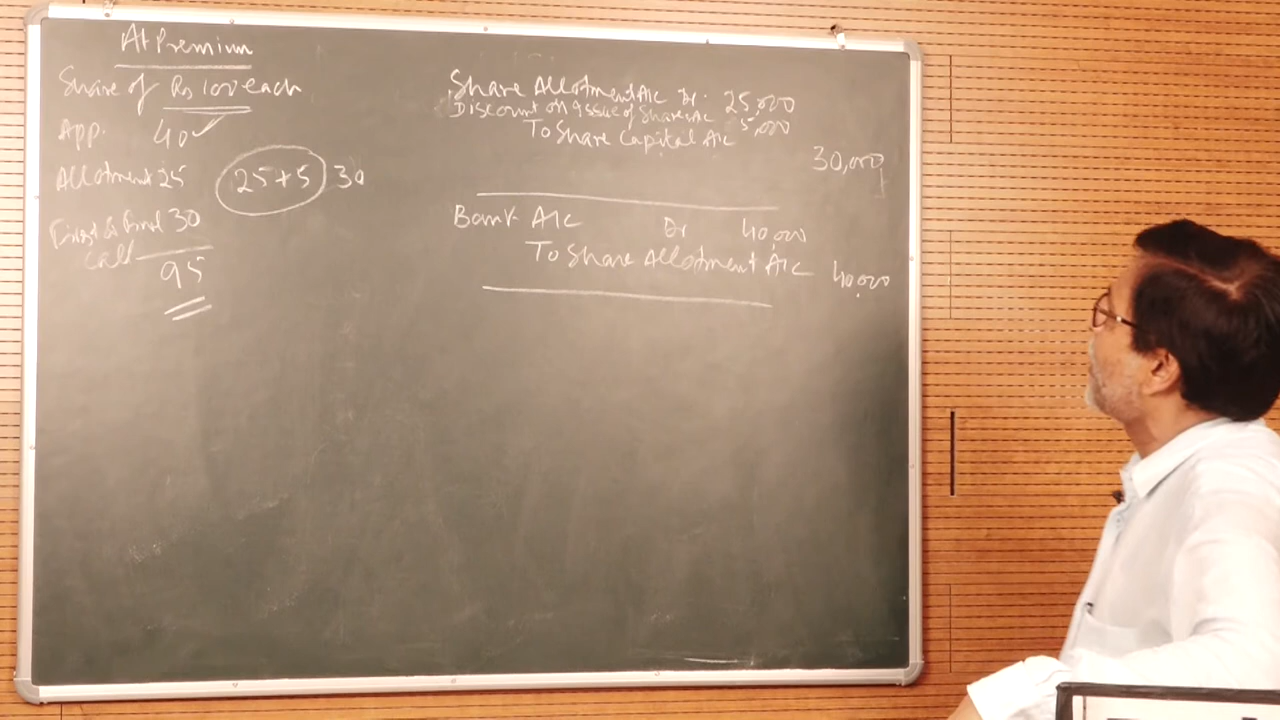 At Premium
Share of Rs 100 each
App. 40 ✓
Allotment 25 25+5 30
First & Final 30
call
95
Share Allotment A/c Dr. 25,000
Discount on Issue of Share A/c 5,000
To Share Capital A/c
30,000
Bank A/c Dr 40,000
To Share Allotment A/c 40,000